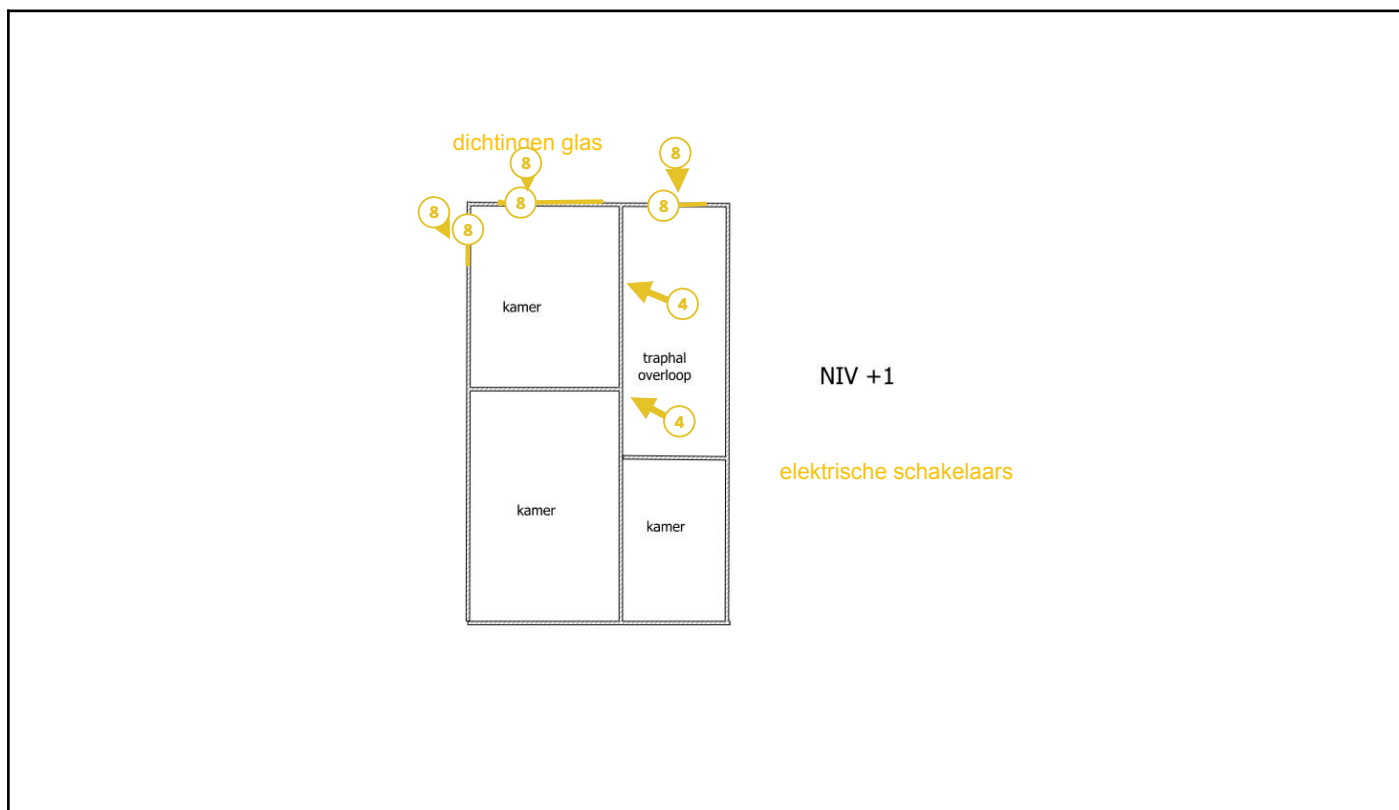 dichtingen glas
8
8
8
8
8
8
4
kamer
traphal
overloop
NIV +1
4
elektrische schakelaars
kamer
kamer